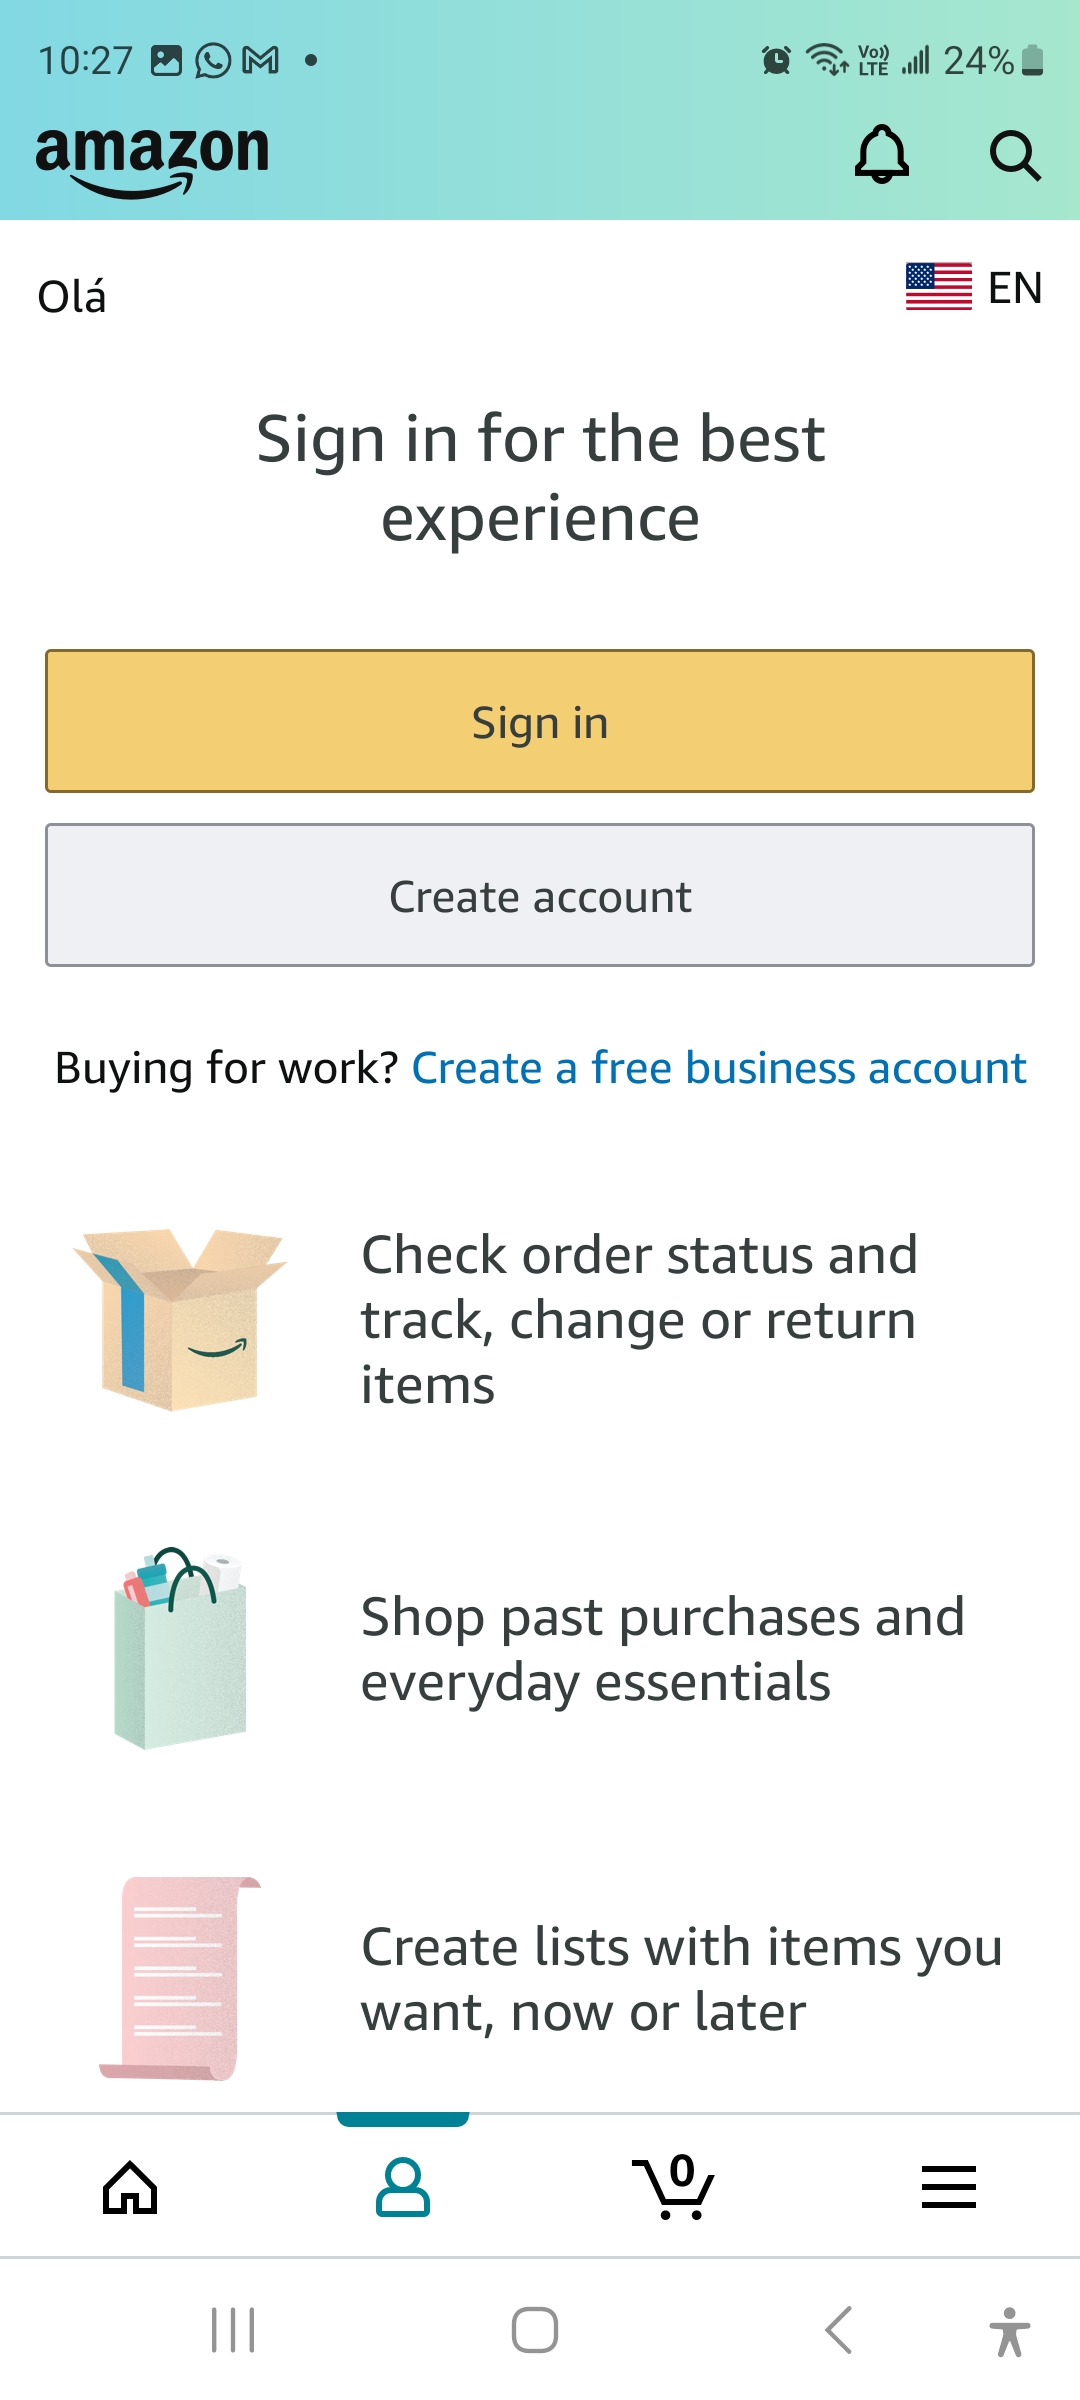 10:27
Vo)) LTE
24%
amazon
Olá
EN
Sign in for the best
experience
Sign in
Create account
Buying for work? Create a free business account
Check order status and
track, change or return
items
Shop past purchases and
everyday essentials
Create lists with items you
want, now or later
0